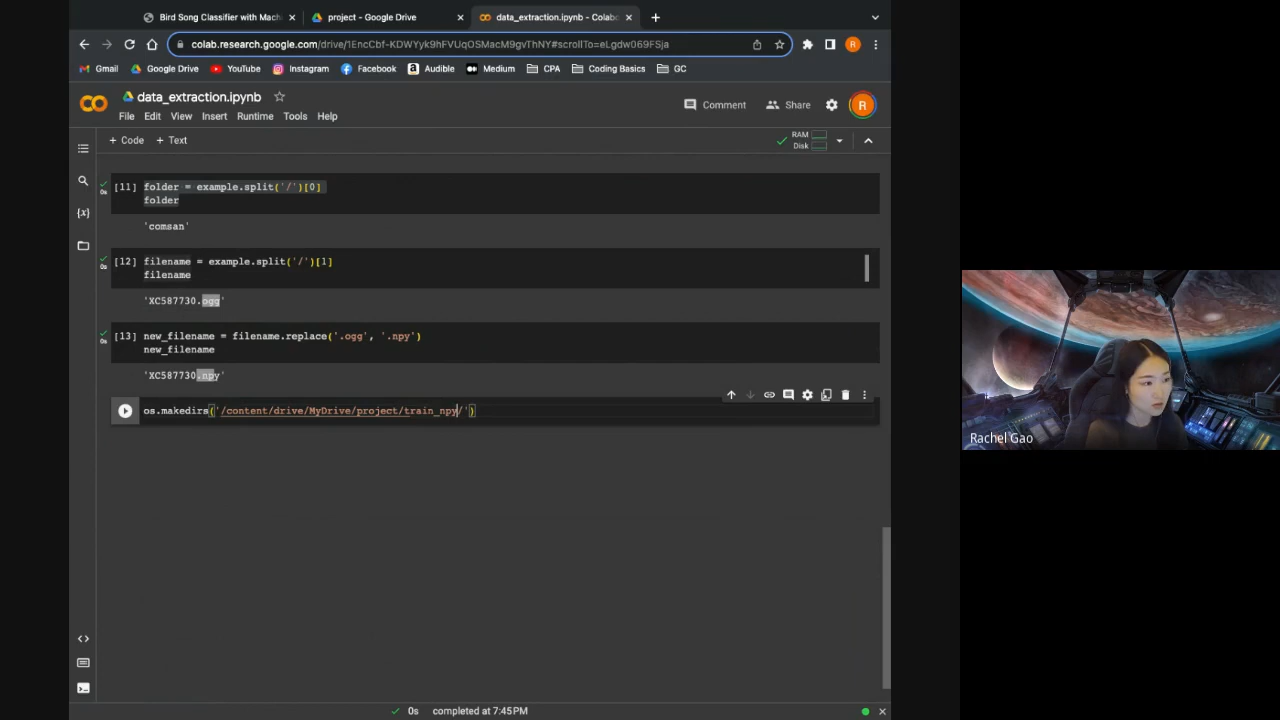 Bird Song Classifier with Mach
project - Google Drive
data_extraction.ipynb - Colabo
colab.research.google.com/drive/1EncCbf-KDWYyk9hFVUqOSMacM9gvThNY#scrollTo=eLgdw069FSja
R
Gmail
Google Drive
YouTube
Instagram
Facebook
Audible
Medium
CPA
Coding Basics
GC
data_extraction.ipynb
Comment
Share
R
File Edit View Insert Runtime Tools Help
+ Code + Text
RAM
Disk
[11] folder = example.split('/')[0]
folder
0s
'comsan'
[12] filename = example.split('/')[1]
filename
0s
'XC587730.ogg'
[13] new_filename = filename.replace('.ogg', '.npy')
new_filename
0s
'XC587730.npy'
os.makedirs('/content/drive/MyDrive/project/train_npy/')
Rachel Gao
0s completed at 7:45PM